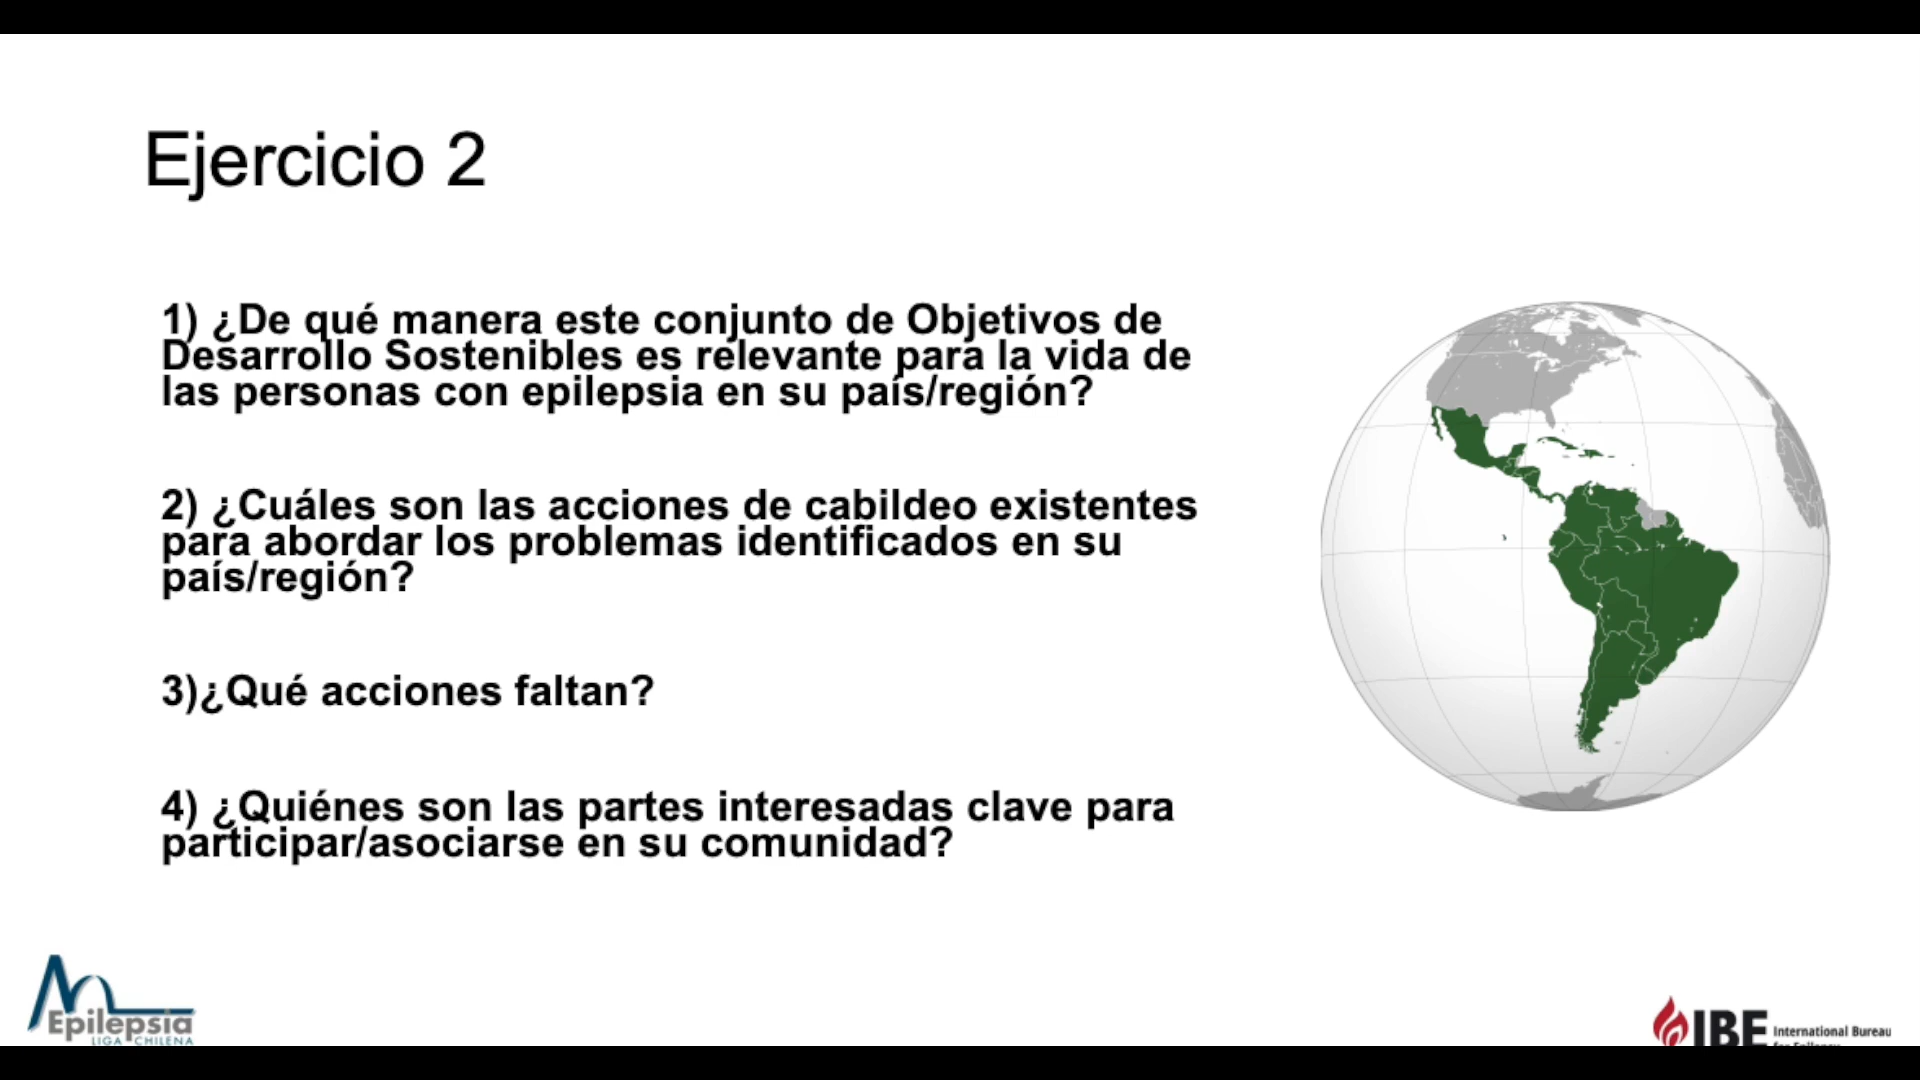 Ejercicio 2
1) ¿De qué manera este conjunto de Objetivos de
Desarrollo Sostenibles es relevante para la vida de
las personas con epilepsia en su país/región?
2) ¿Cuáles son las acciones de cabildeo existentes
para abordar los problemas identificados en su
país/región?
3)¿Qué acciones faltan?
4) ¿Quiénes son las partes interesadas clave para
participar/asociarse en su comunidad?
Epilepsia
LIGA CHILENA
IBE International Bureau
for Epilepsy